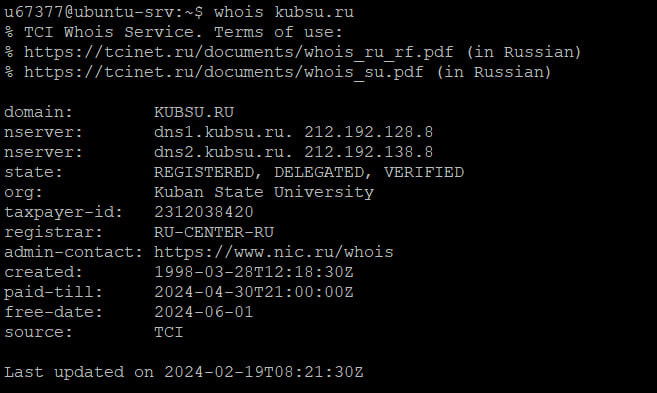 u67377@ubuntu-srv:~$ whois kubsu.ru
% TCI Whois Service. Terms of use:
% https://tcinet.ru/documents/whois_ru_rf.pdf (in Russian)
% https://tcinet.ru/documents/whois_su.pdf (in Russian)

domain:        KUBSU.RU
nserver:       dns1.kubsu.ru. 212.192.128.8
nserver:       dns2.kubsu.ru. 212.192.138.8
state:         REGISTERED, DELEGATED, VERIFIED
org:           Kuban State University
taxpayer-id:   2312038420
registrar:     RU-CENTER-RU
admin-contact: https://www.nic.ru/whois
created:       1998-03-28T12:18:30Z
paid-till:     2024-04-30T21:00:00Z
free-date:     2024-06-01
source:        TCI

Last updated on 2024-02-19T08:21:30Z